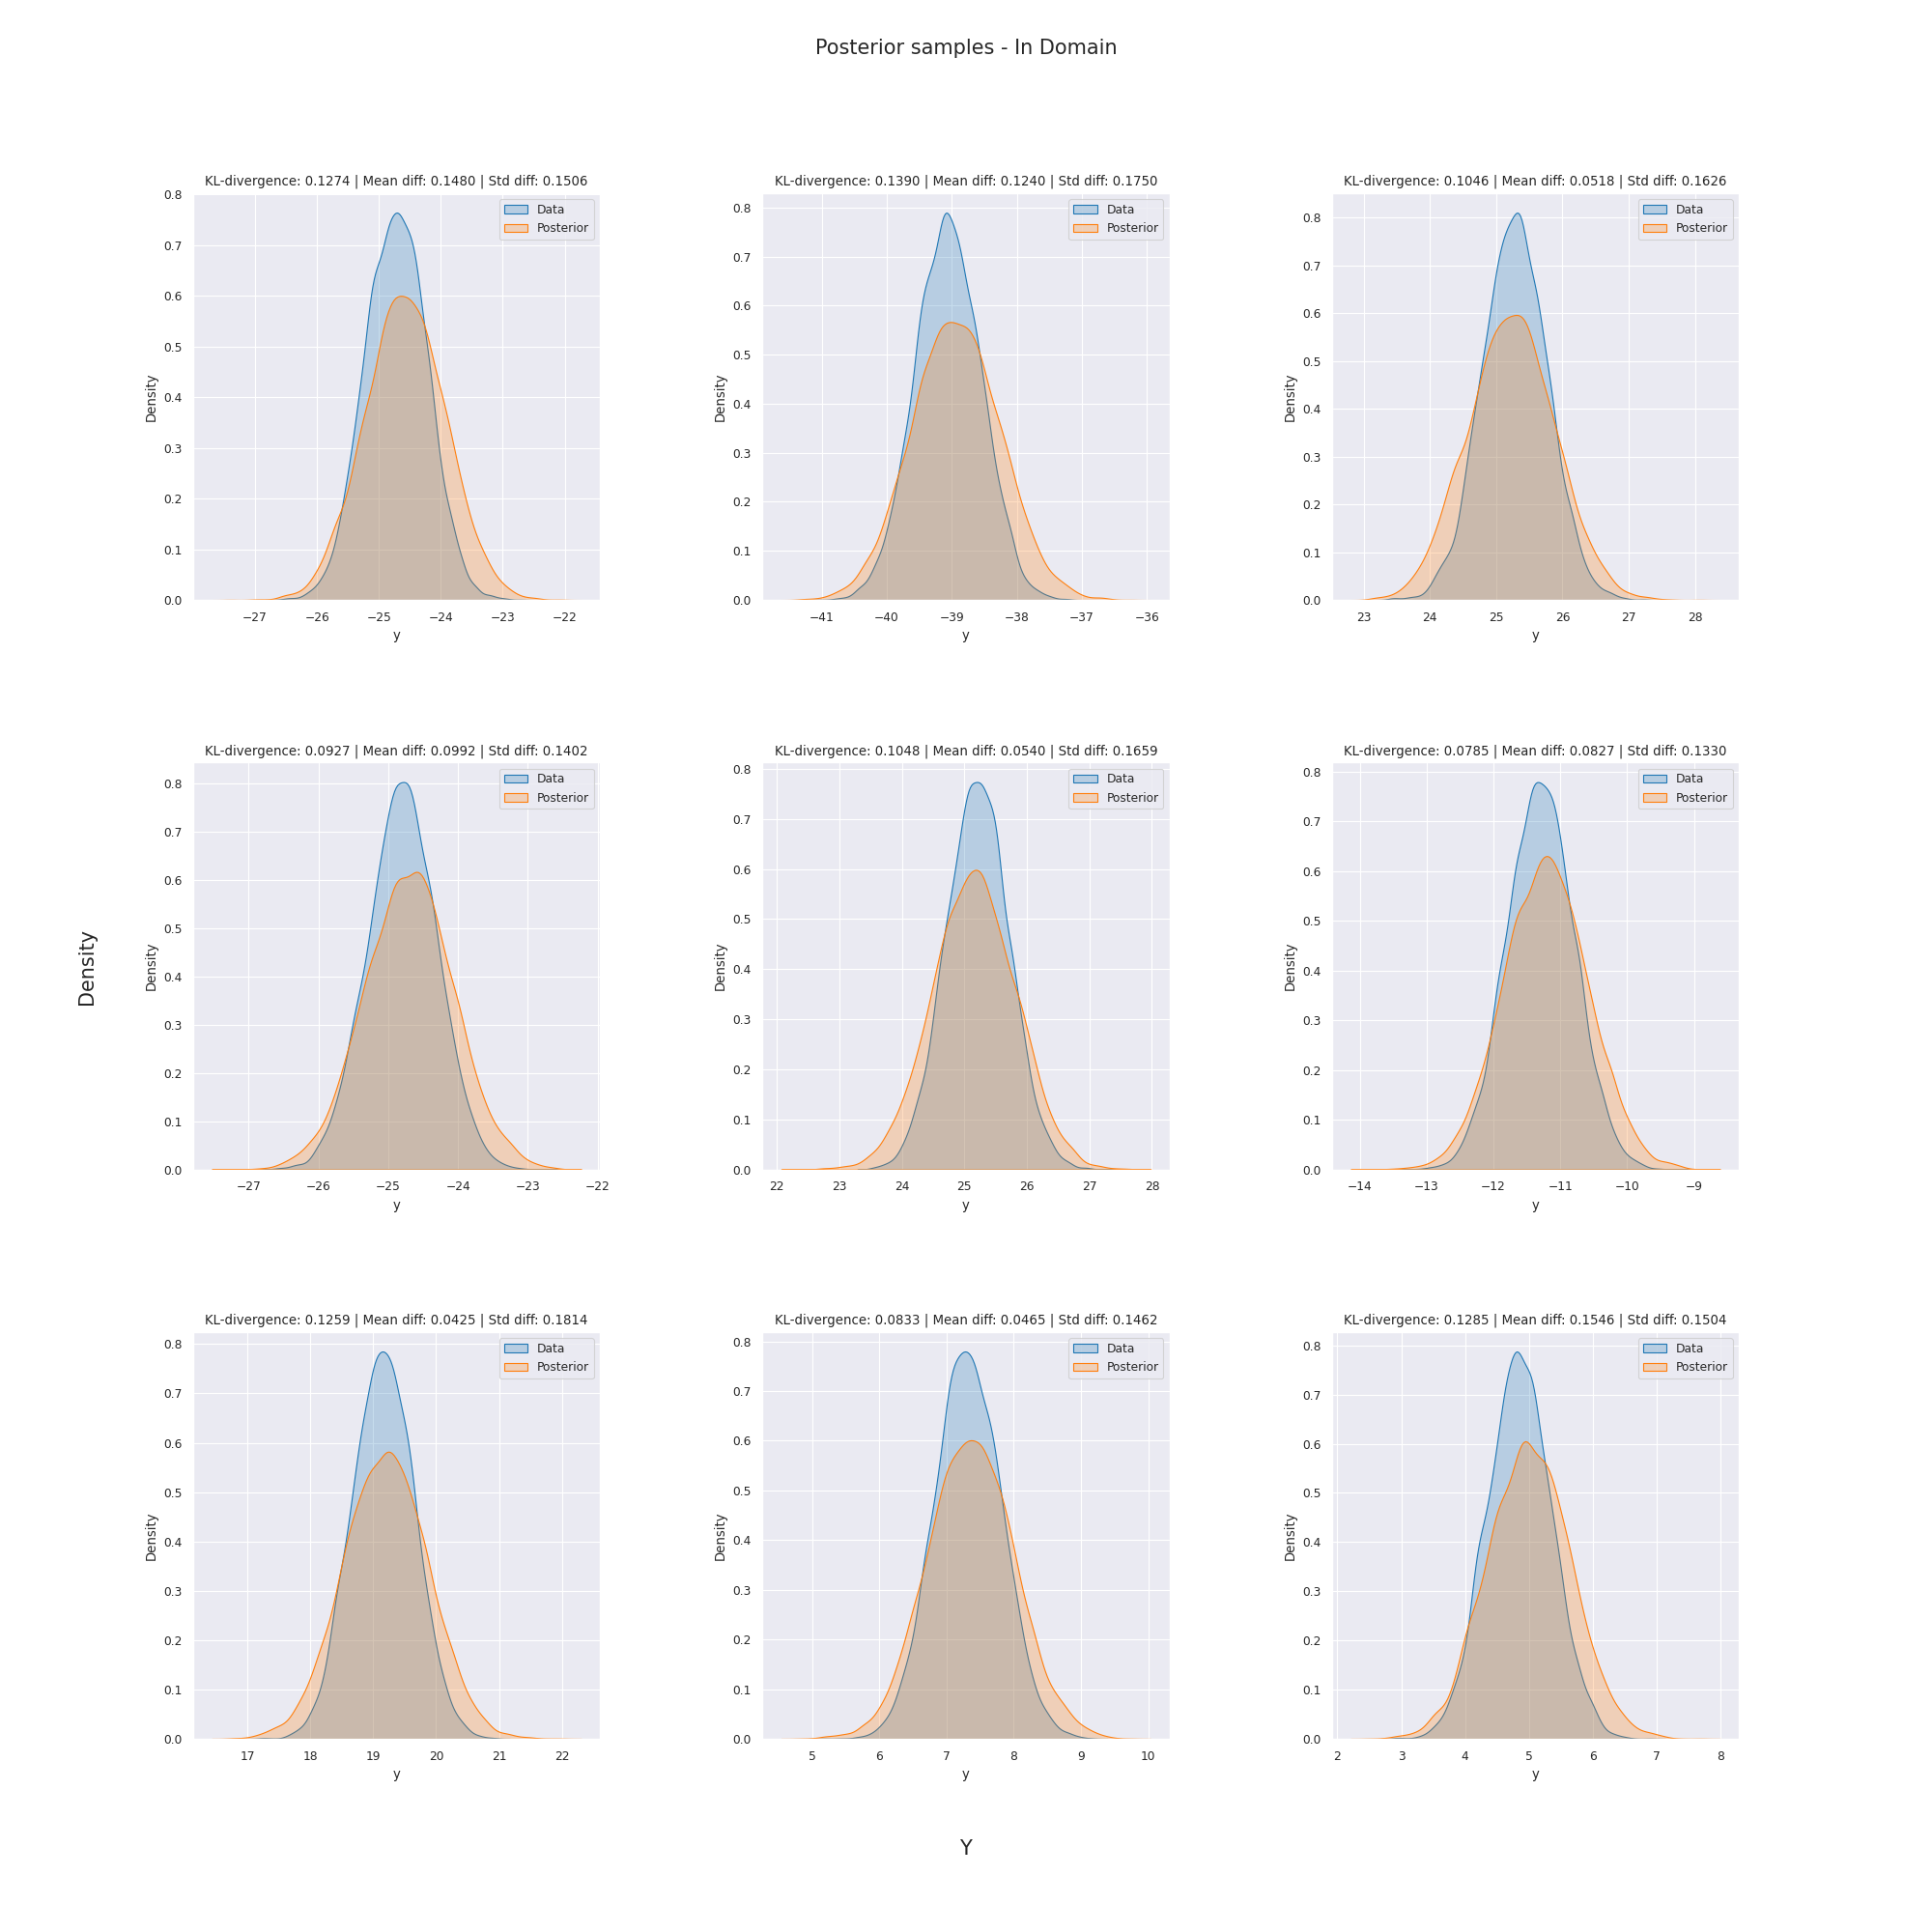 Posterior samples - In Domain
KL-divergence: 0.1274 | Mean diff: 0.1480 | Std diff: 0.1506
Data
Posterior
0.8
0.7
0.6
0.5
0.4
0.3
0.2
0.1
0.0
Density
−27 −26 −25 −24 −23 −22
y
KL-divergence: 0.1390 | Mean diff: 0.1240 | Std diff: 0.1750
Data
Posterior
0.8
0.7
0.6
0.5
0.4
0.3
0.2
0.1
0.0
Density
−41 −40 −39 −38 −37 −36
y
KL-divergence: 0.1046 | Mean diff: 0.0518 | Std diff: 0.1626
Data
Posterior
0.8
0.7
0.6
0.5
0.4
0.3
0.2
0.1
0.0
Density
23 24 25 26 27 28
y
Density
KL-divergence: 0.0927 | Mean diff: 0.0992 | Std diff: 0.1402
Data
Posterior
0.8
0.7
0.6
0.5
0.4
0.3
0.2
0.1
0.0
Density
−27 −26 −25 −24 −23 −22
y
KL-divergence: 0.1048 | Mean diff: 0.0540 | Std diff: 0.1659
Data
Posterior
0.8
0.7
0.6
0.5
0.4
0.3
0.2
0.1
0.0
Density
22 23 24 25 26 27 28
y
KL-divergence: 0.0785 | Mean diff: 0.0827 | Std diff: 0.1330
Data
Posterior
0.8
0.7
0.6
0.5
0.4
0.3
0.2
0.1
0.0
Density
−14 −13 −12 −11 −10 −9
y
KL-divergence: 0.1259 | Mean diff: 0.0425 | Std diff: 0.1814
Data
Posterior
0.8
0.7
0.6
0.5
0.4
0.3
0.2
0.1
0.0
Density
17 18 19 20 21 22
y
KL-divergence: 0.0833 | Mean diff: 0.0465 | Std diff: 0.1462
Data
Posterior
0.8
0.7
0.6
0.5
0.4
0.3
0.2
0.1
0.0
Density
5 6 7 8 9 10
y
KL-divergence: 0.1285 | Mean diff: 0.1546 | Std diff: 0.1504
Data
Posterior
0.8
0.7
0.6
0.5
0.4
0.3
0.2
0.1
0.0
Density
2 3 4 5 6 7 8
y
Y